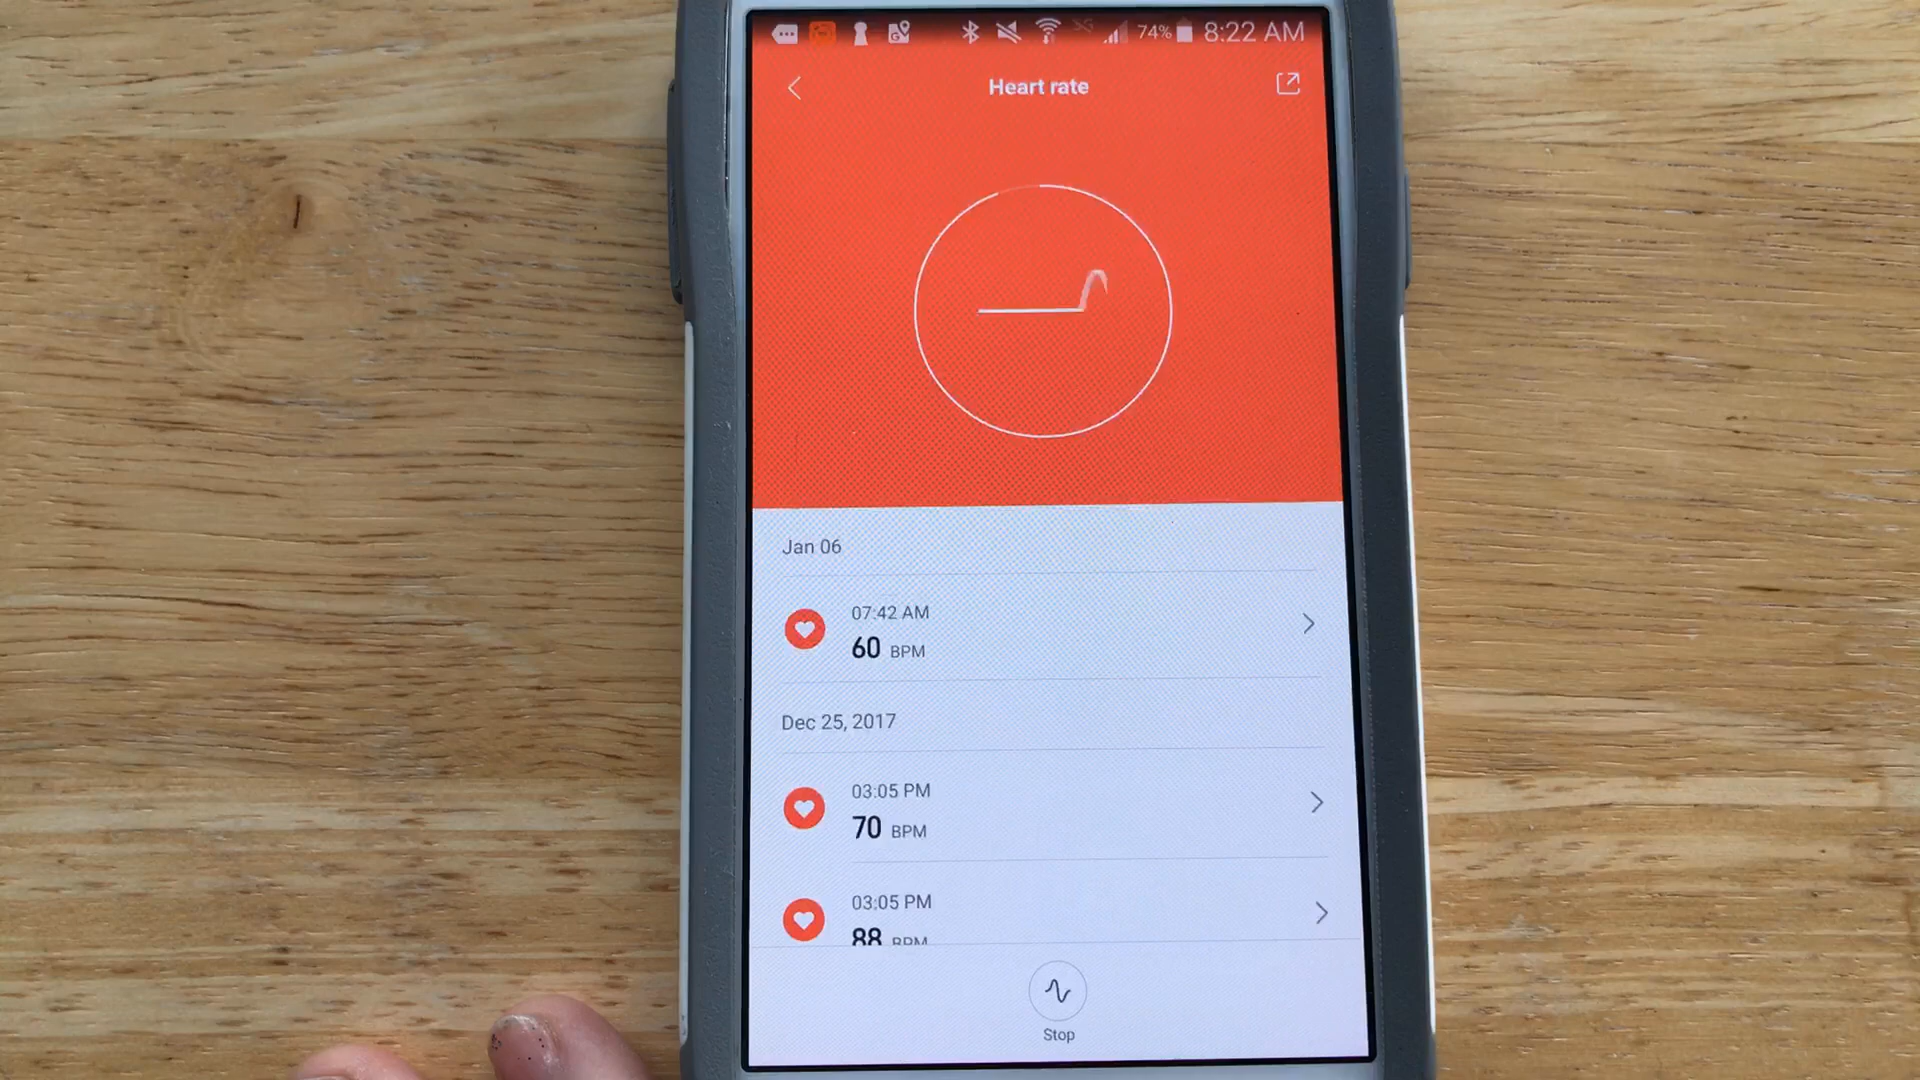 74% 8:22 AM
Heart rate
Jan 06
07:42 AM
60 BPM
Dec 25, 2017
03:05 PM
70 BPM
03:05 PM
88 BPM
Stop